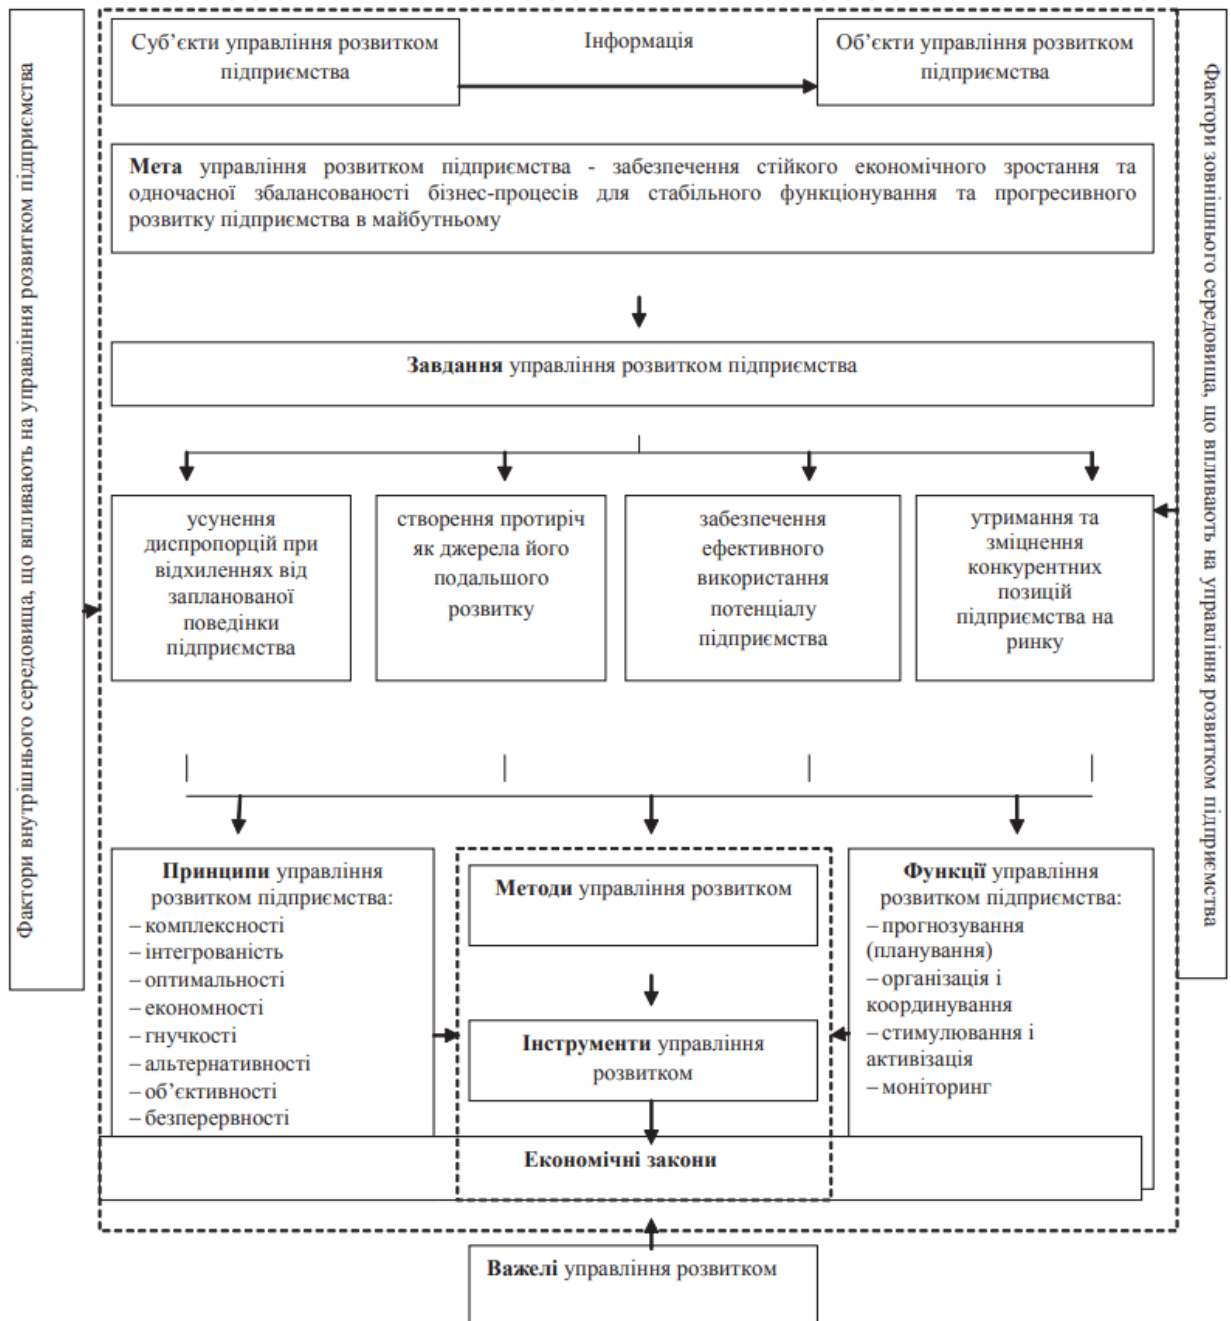 Фактори внутрішнього середовища, що впливають на управління розвитком підприємства
Суб’єкти управління розвитком
підприємства
Інформація
Об’єкти управління розвитком
підприємства
Фактори зовнішнього середовища, що впливають на управління розвитком підприємства
Мета управління розвитком підприємства - забезпечення стійкого економічного зростання та
одночасної збалансованості бізнес-процесів для стабільного функціонування та прогресивного
розвитку підприємства в майбутньому
Завдання управління розвитком підприємства
усунення
диспропорцій при
відхиленнях від
запланованої
поведінки
підприємства
створення протиріч
як джерела його
подальшого
розвитку
забезпечення
ефективного
використання
потенціалу
підприємства
утримання та
зміцнення
конкурентних
позицій
підприємства на
ринку
Принципи управління
розвитком підприємства:
– комплексності
– інтегрованість
– оптимальності
– економності
– гнучкості
– альтернативності
– об’єктивності
– безперервності
Методи управління розвитком
Інструменти управління
розвитком
Функції управління
розвитком підприємства:
– прогнозування
(планування)
– організація і
координування
– стимулювання і
активізація
– моніторинг
Економічні закони
Важелі управління розвитком